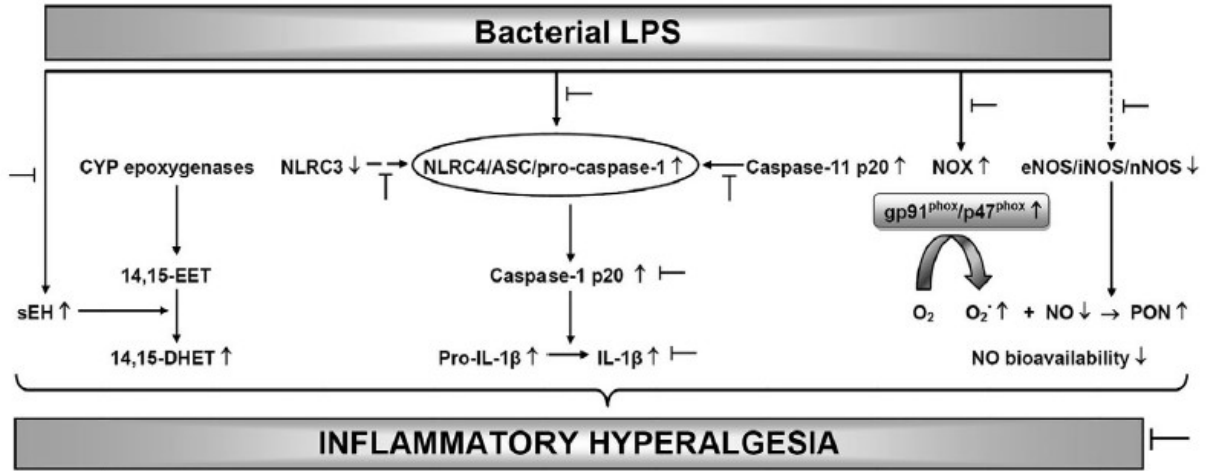 Bacterial LPS
CYP epoxygenases
NLRC3 ↓
NLRC4/ASC/pro-caspase-1 ↑
Caspase-11 p20 ↑
NOX ↑
eNOS/iNOS/nNOS ↓
gp91phox/p47phox ↑
14,15-EET
Caspase-1 p20 ↑
sEH ↑
O2 O2·- ↑ + NO ↓ → PON ↑
14,15-DHET ↑
Pro-IL-1β ↑ → IL-1β ↑
NO bioavailability ↓
INFLAMMATORY HYPERALGESIA